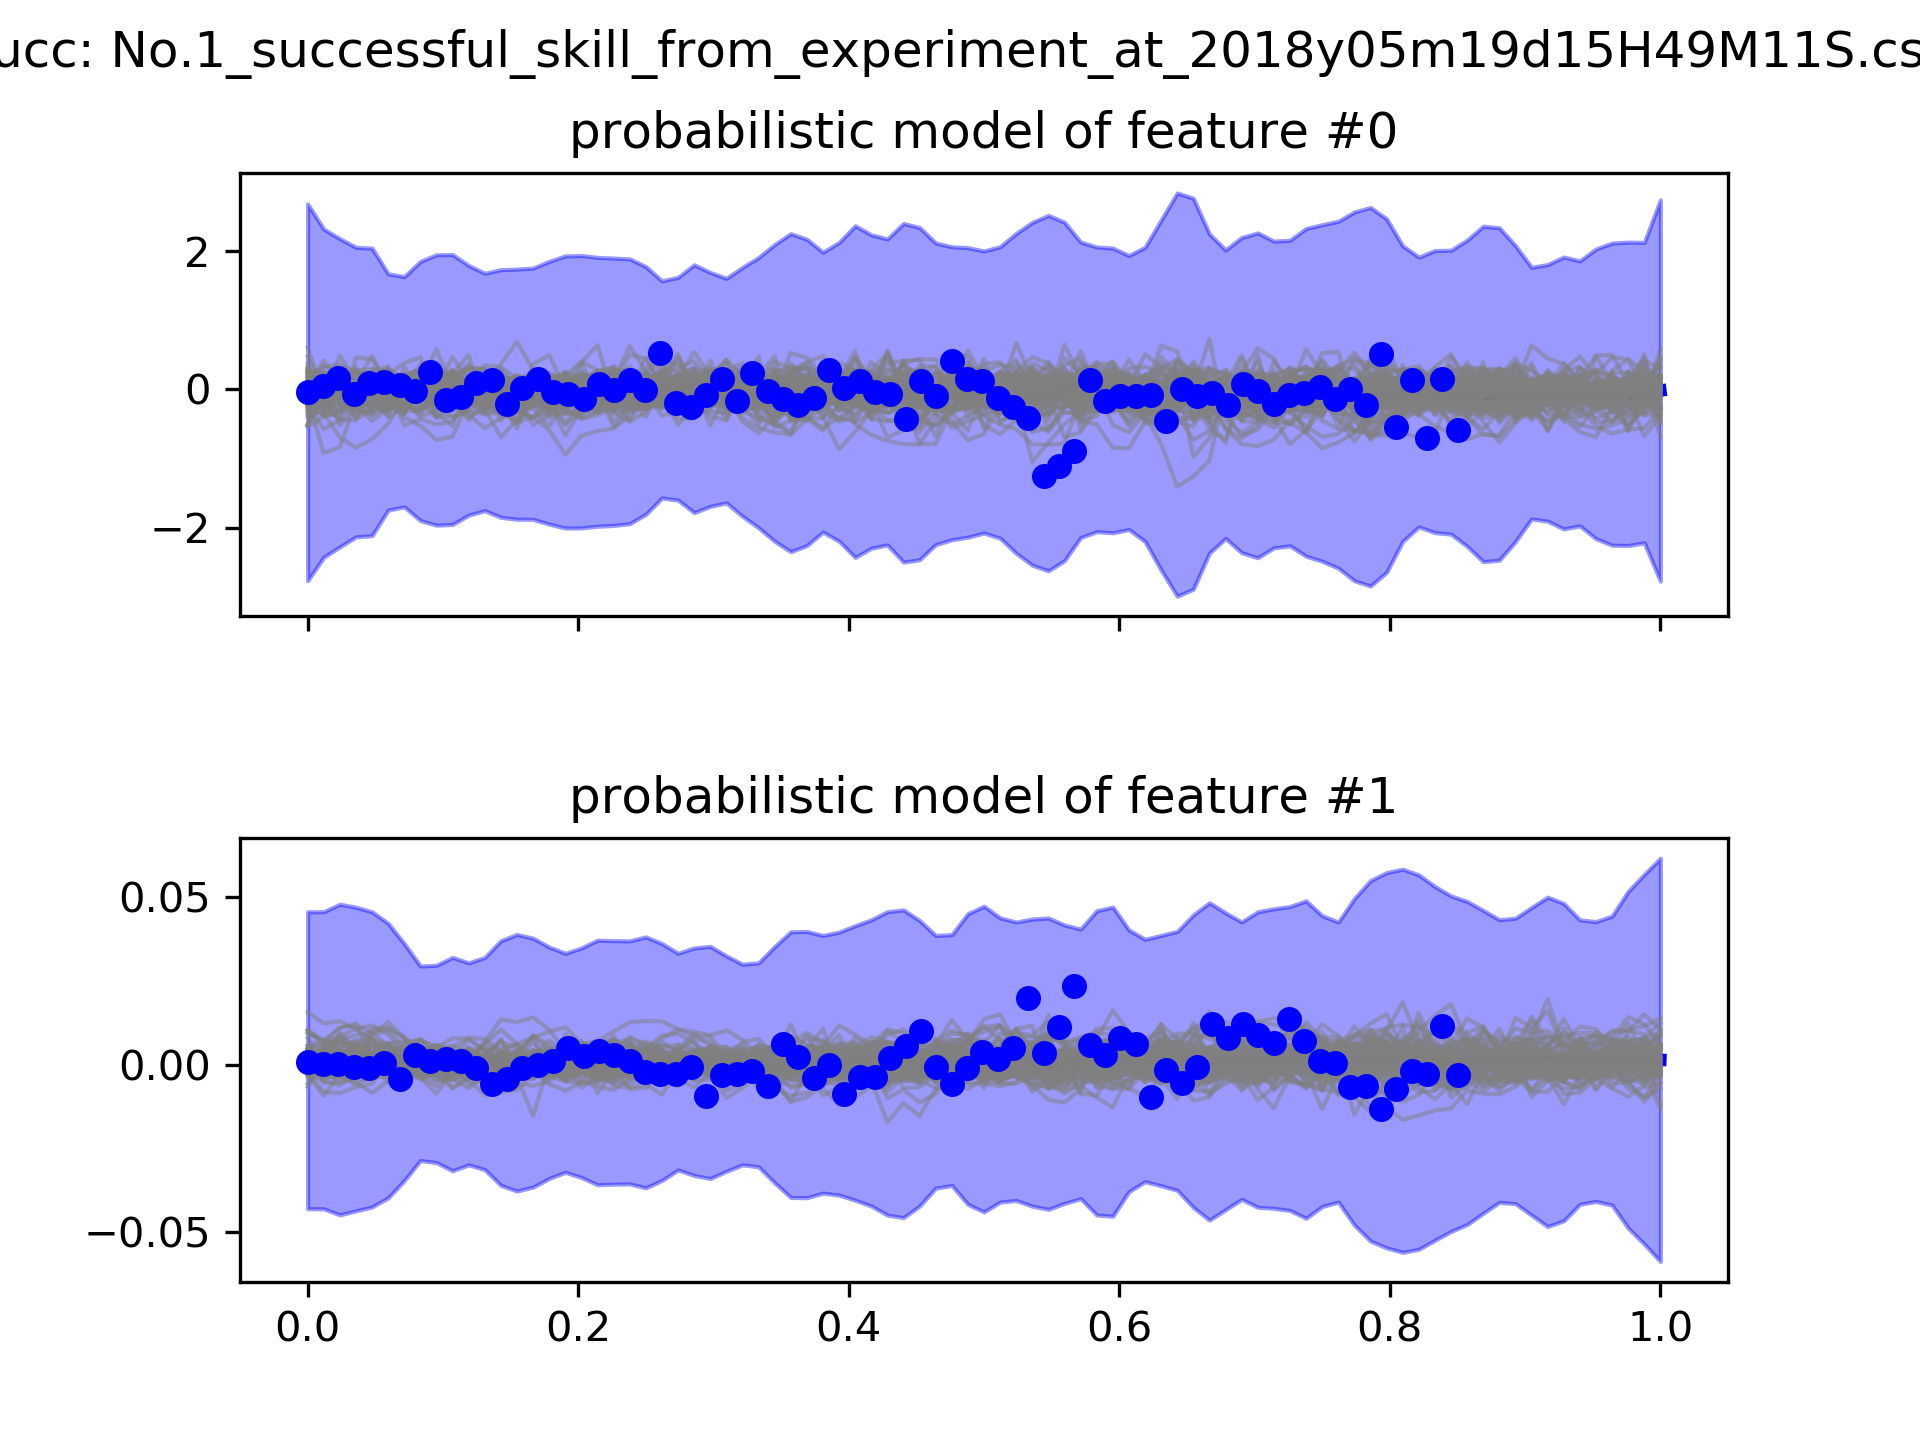 ucc: No.1_successful_skill_from_experiment_at_2018y05m19d15H49M11S.cs
probabilistic model of feature #0
2
0
−2
probabilistic model of feature #1
0.05
0.00
−0.05
0.0 0.2 0.4 0.6 0.8 1.0